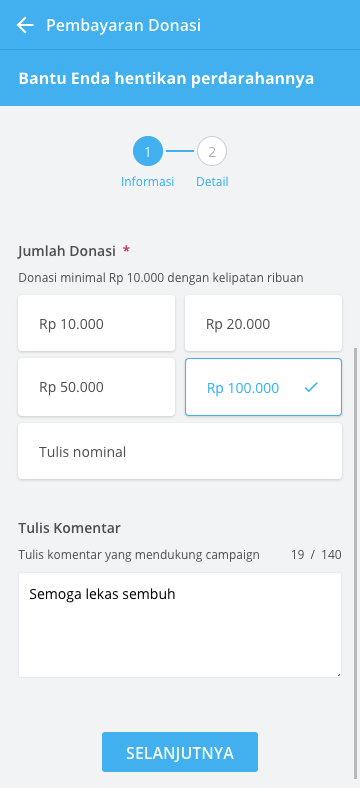 Pembayaran Donasi
Bantu Enda hentikan perdarahannya
1 2
Informasi Detail
Jumlah Donasi *
Donasi minimal Rp 10.000 dengan kelipatan ribuan
Rp 10.000 Rp 20.000
Rp 50.000 Rp 100.000
Tulis nominal
Tulis Komentar
Tulis komentar yang mendukung campaign 19 / 140
Semoga lekas sembuh
SELANJUTNYA